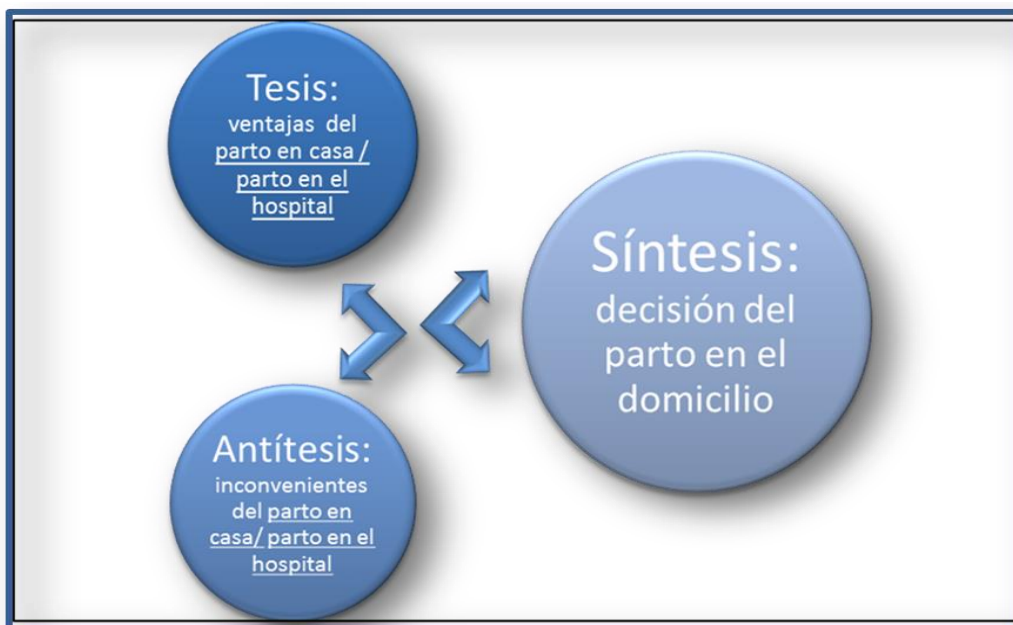 Tesis:
ventajas del
parto en casa /
parto en el
hospital
Antítesis:
inconvenientes
del parto en
casa/ parto en el
hospital
Síntesis:
decisión del
parto en el
domicilio